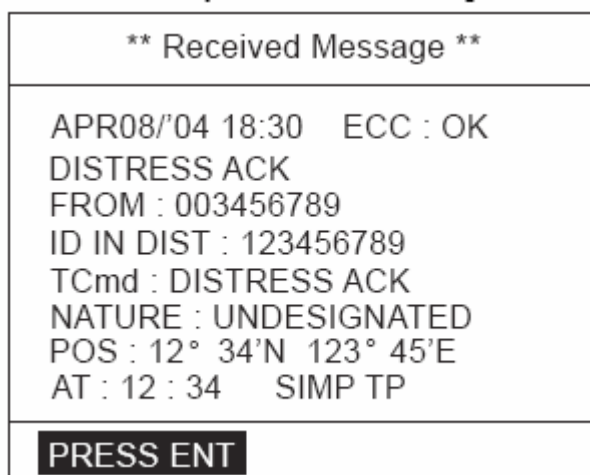 ** Received Message **
APR08/'04 18:30 ECC : OK
DISTRESS ACK
FROM : 003456789
ID IN DIST : 123456789
TCmd : DISTRESS ACK
NATURE : UNDESIGNATED
POS : 12° 34'N 123° 45'E
AT : 12 : 34 SIMP TP
PRESS ENT